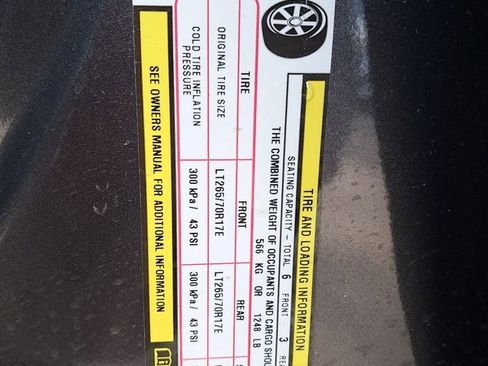 TIRE AND LOADING INFORMATION
SEATING CAPACITY – TOTAL 6 FRONT 3
THE COMBINED WEIGHT OF OCCUPANTS AND CARGO
566 KG OR 1248 LB
TIRE FRONT REAR
ORIGINAL TIRE SIZE LT265/70R17E LT265/70R17E
COLD TIRE INFLATION PRESSURE 300 kPa/ 43 PSI 300 kPa/ 43 PSI
SEE OWNERS MANUAL FOR ADDITIONAL INFORMATION